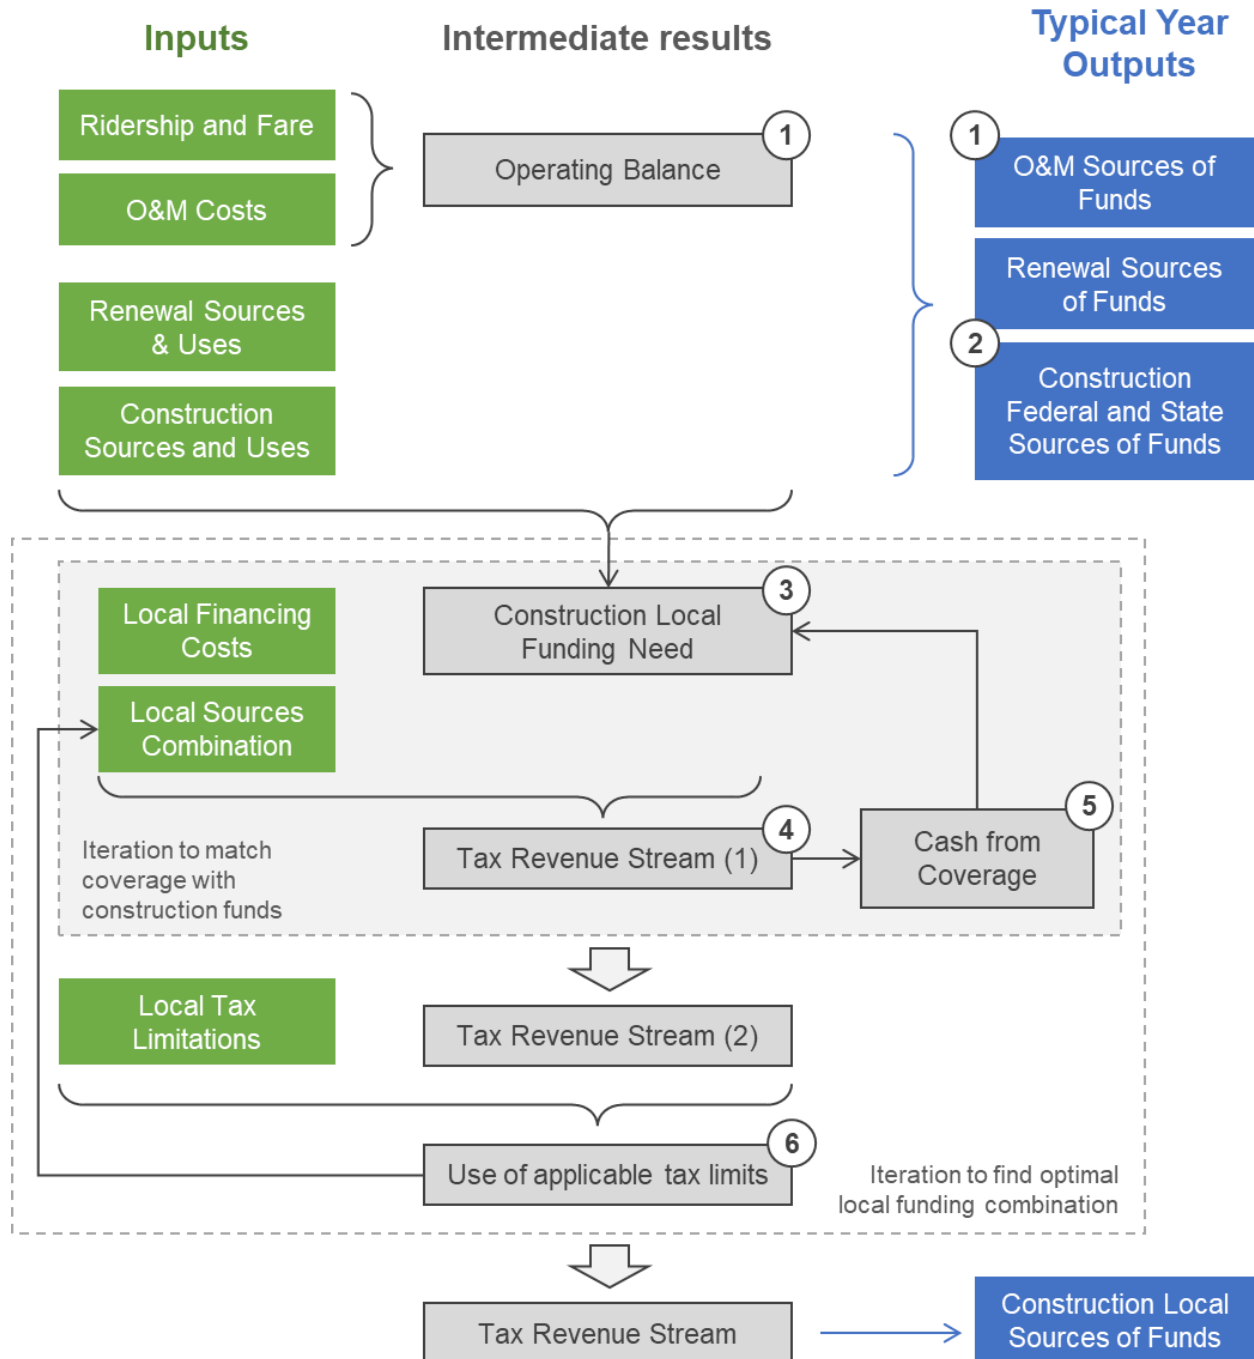 Inputs
Intermediate results
Typical Year
Outputs
Ridership and Fare
O&M Costs
1
Operating Balance
1
O&M Sources of
Funds
Renewal Sources
of Funds
2
Construction
Federal and State
Sources of Funds
Renewal Sources
& Uses
Construction
Sources and Uses
Local Financing
Costs
3
Construction Local
Funding Need
Local Sources
Combination
4
Tax Revenue Stream (1)
5
Cash from
Coverage
Iteration to match
coverage with
construction funds
Local Tax
Limitations
Tax Revenue Stream (2)
6
Use of applicable tax limits
Iteration to find optimal
local funding combination
Tax Revenue Stream
Construction Local
Sources of Funds